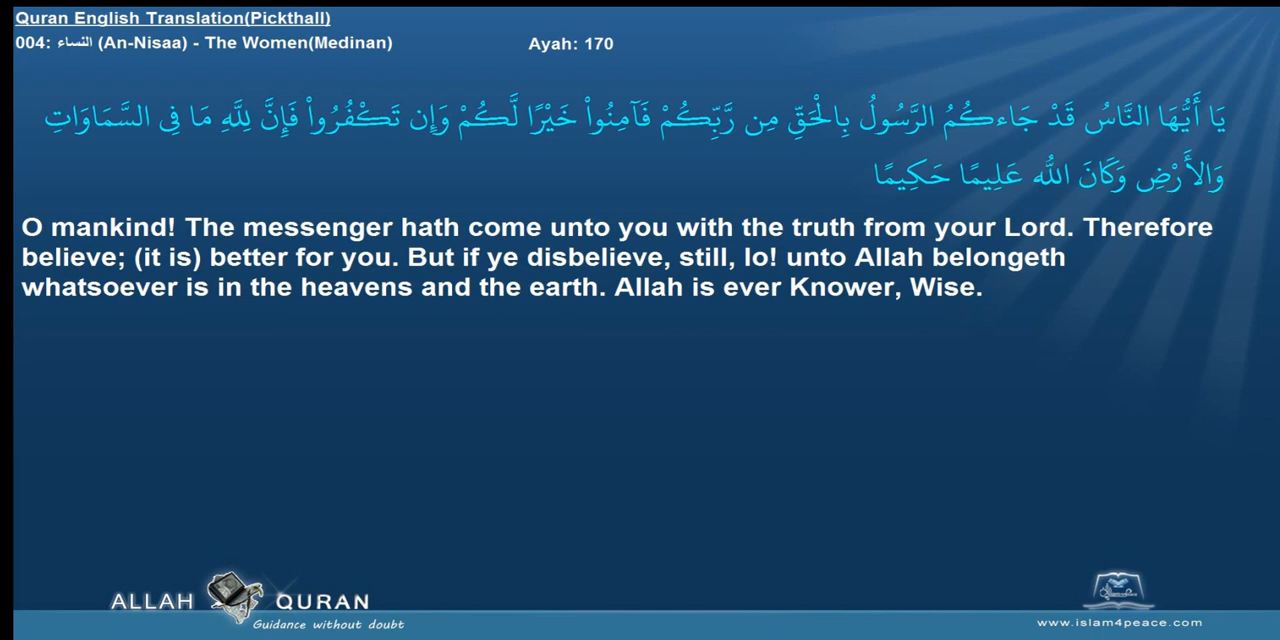 Quran English Translation(Pickthall)
004: النساء (An-Nisaa) - The Women(Medinan)
Ayah: 170
يَا أَيُّهَا النَّاسُ قَدْ جَاءكُمُ الرَّسُولُ بِالْحَقِّ مِن رَّبِّكُمْ فَآمِنُواْ خَيْرًا لَّكُمْ وَإِن تَكْفُرُواْ فَإِنَّ لِلَّهِ مَا فِي السَّمَاوَاتِ
وَالأَرْضِ وَكَانَ اللّهُ عَلِيمًا حَكِيمًا
O mankind! The messenger hath come unto you with the truth from your Lord. Therefore
believe; (it is) better for you. But if ye disbelieve, still, lo! unto Allah belongeth
whatsoever is in the heavens and the earth. Allah is ever Knower, Wise.
ALLAH QURAN
Guidance without doubt
www.islam4peace.com